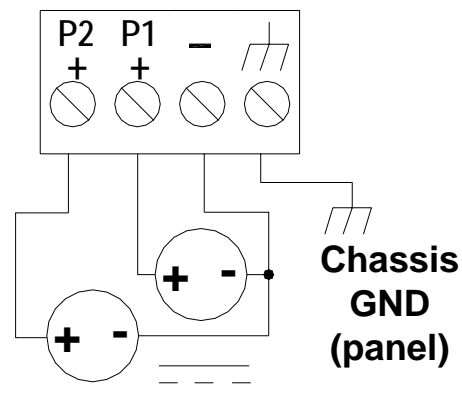 P2 P1 −
+ +
+ -
+ -
Chassis
GND
(panel)